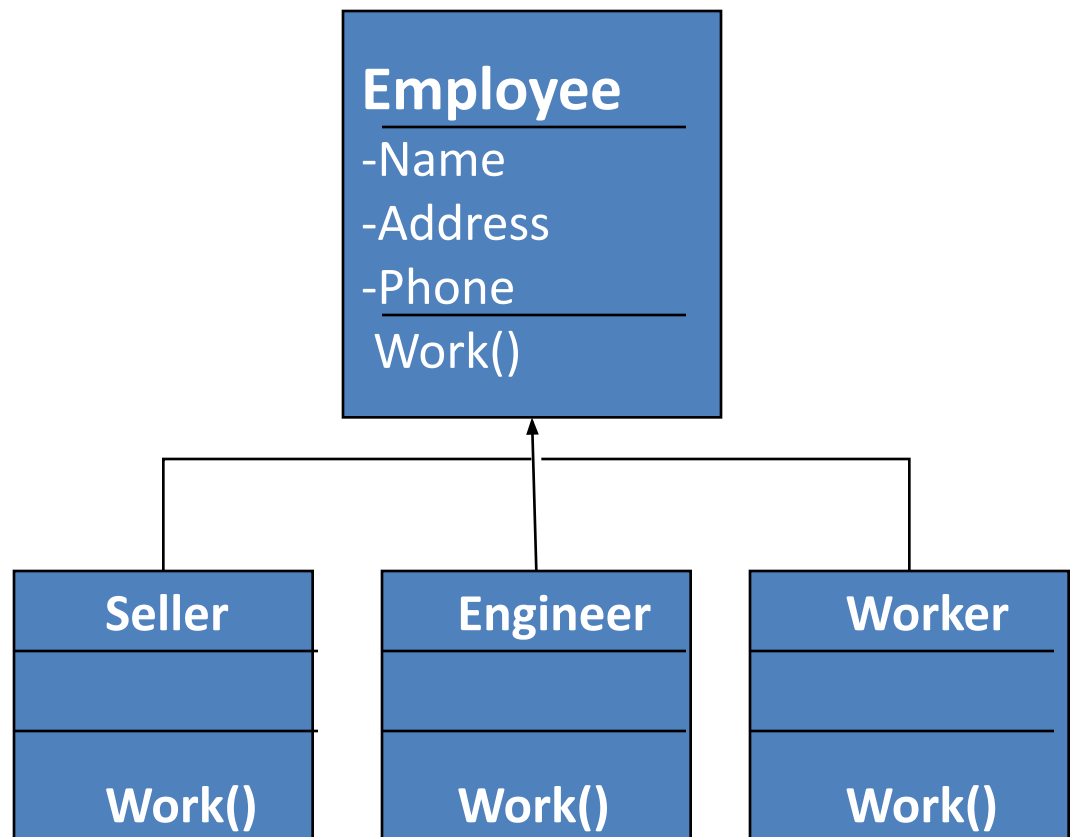 Employee
-Name
-Address
-Phone
Work()
Seller
Engineer
Worker
Work()
Work()
Work()